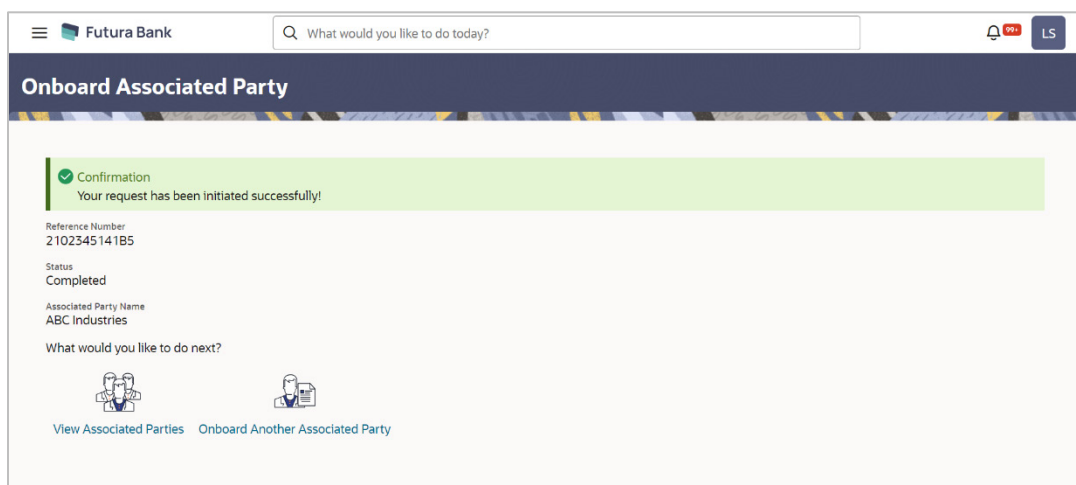 Futura Bank
What would you like to do today?
99+
LS
Onboard Associated Party
Confirmation
Your request has been initiated successfully!
Reference Number
2102345141B5
Status
Completed
Associated Party Name
ABC Industries
What would you like to do next?
View Associated Parties Onboard Another Associated Party